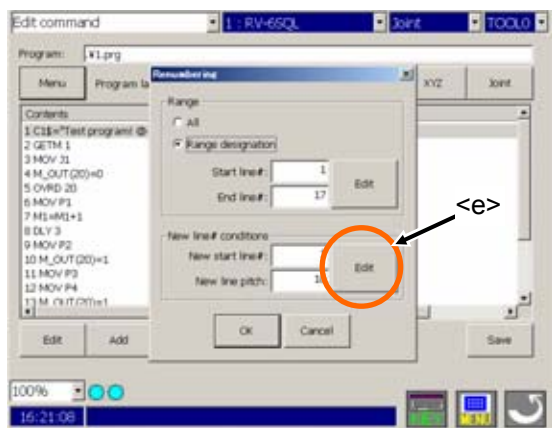 Edit command 1 : RV-6SQL Joint TOOL0
Program: .¥1.prg
Menu Program la XYZ Joint
Contents
1 C1$="Test program! @
2 GETM 1
3 MOV J1
4 M_OUT(20)=0
5 OVRD 20
6 MOV P1
7 M1=M1+1
8 DLY 3
9 MOV P2
10 M_OUT(20)=1
11 MOV P3
12 MOV P4
13 M_OUT(20)=1
Renumbering
Range
All
Range designation
Start line#: 1
End line#: 17
Edit
New line# conditions
New start line#:
New line pitch:
Edit
OK Cancel
<e>
Edit Add Save
100%
16:21:08